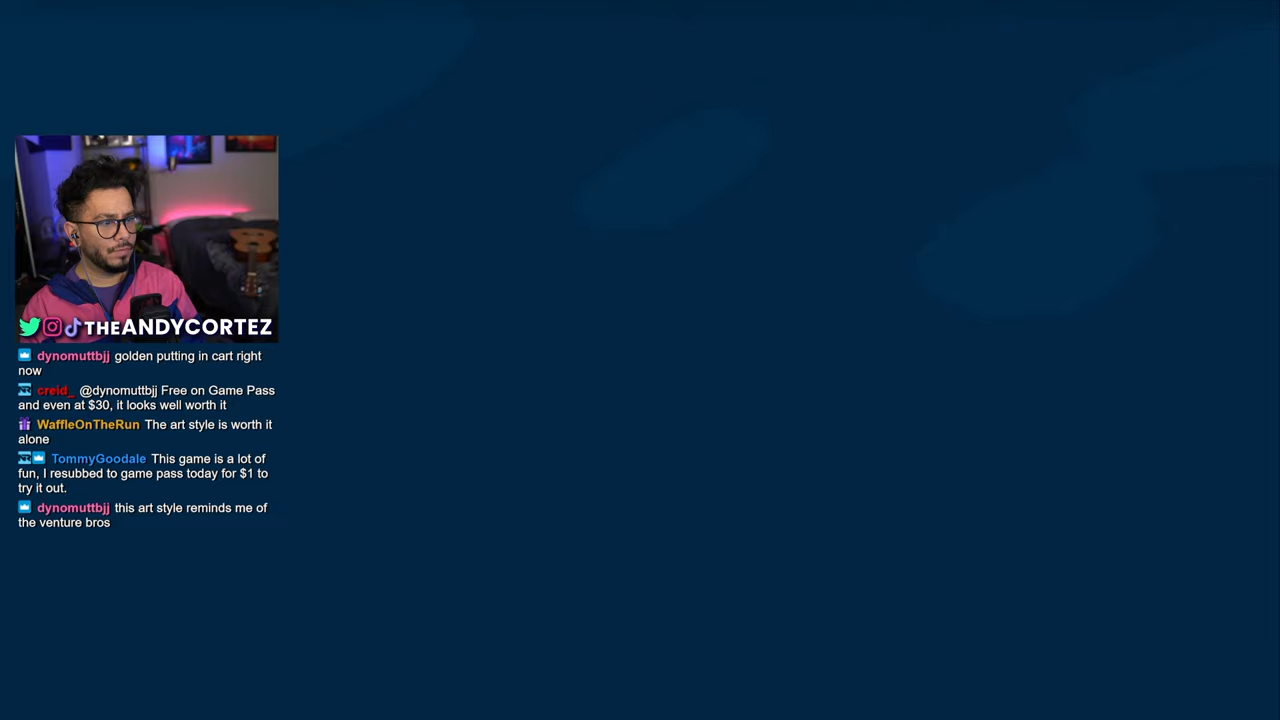 THEANDYCORTEZ
dynomuttbjj golden putting in cart right
now
creid_ @dynomuttbjj Free on Game Pass
and even at $30, it looks well worth it
WaffleOnTheRun The art style is worth it
alone
TommyGoodale This game is a lot of
fun, I resubbed to game pass today for $1 to
try it out.
dynomuttbjj this art style reminds me of
the venture bros